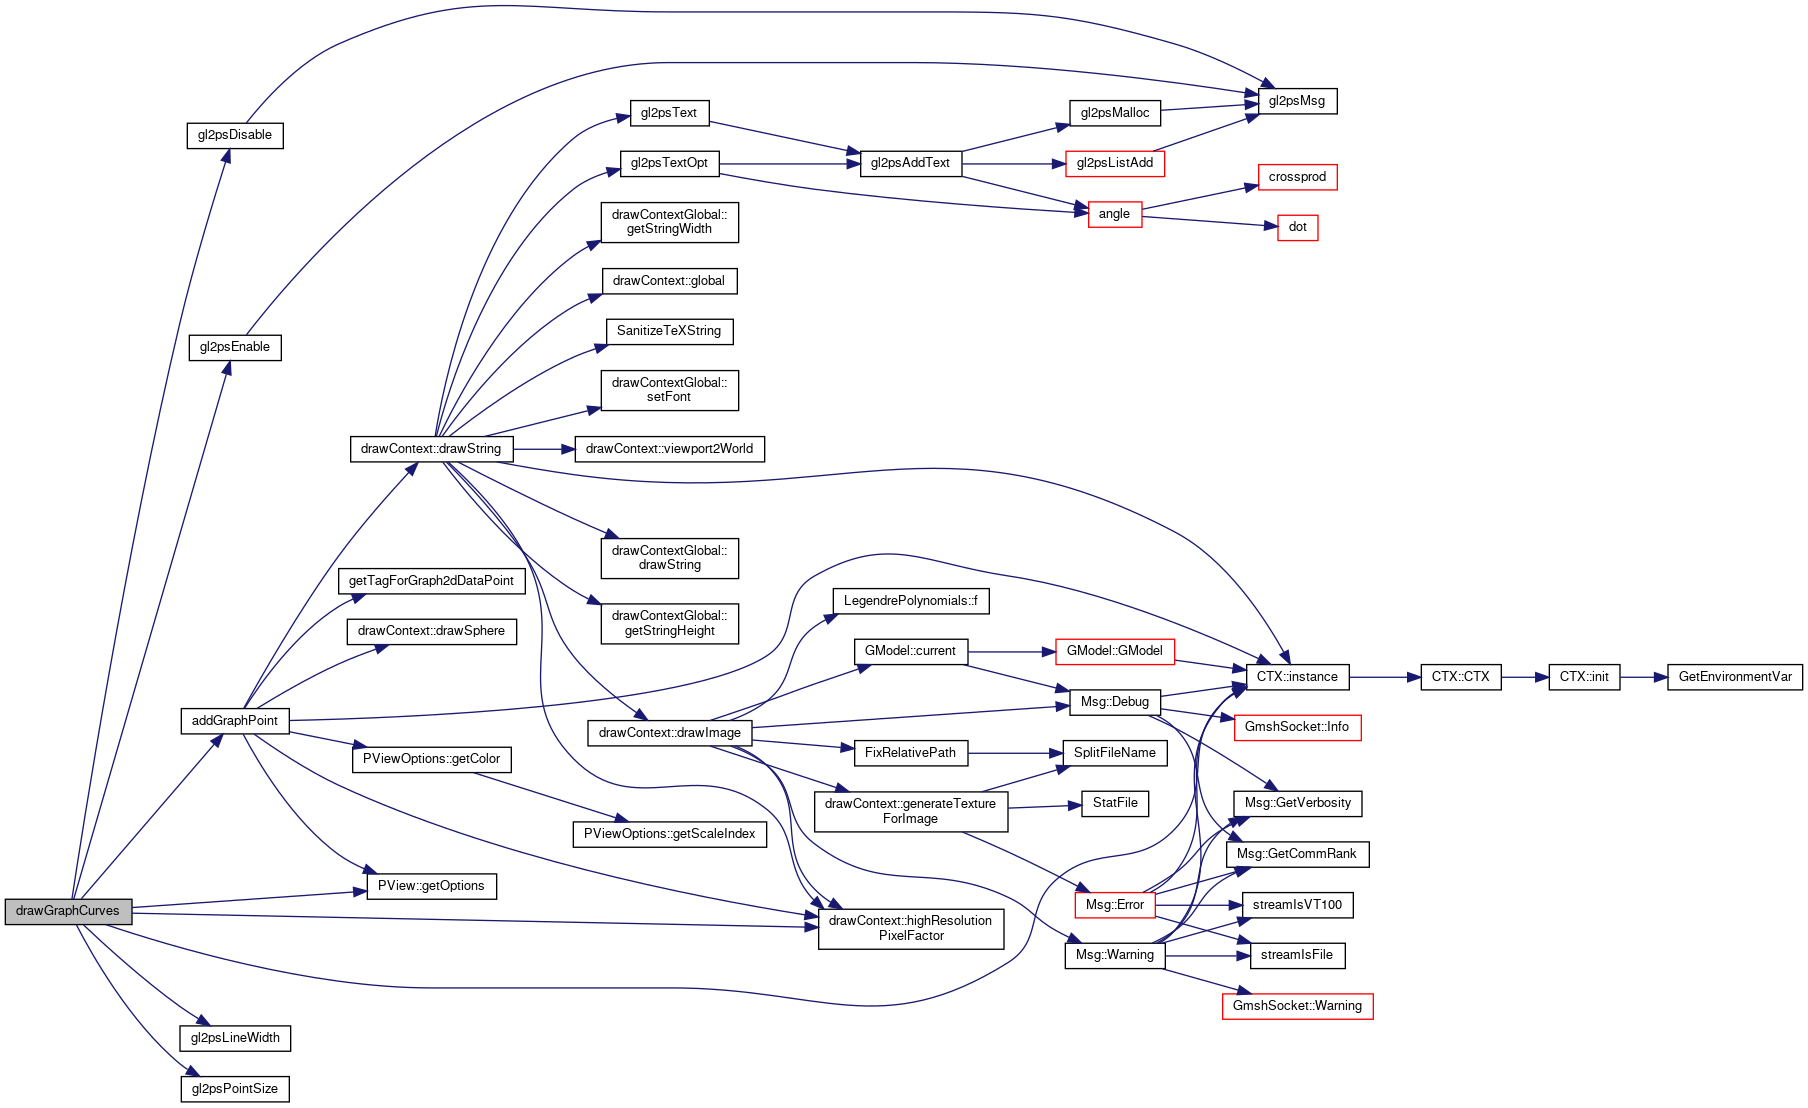 drawGraphCurves
gl2psDisable
gl2psEnable
addGraphPoint
gl2psLineWidth
gl2psPointSize
drawContext::drawString
getTagForGraph2dDataPoint
drawContext::drawSphere
PViewOptions::getColor
PView::getOptions
gl2psText
gl2psTextOpt
drawContextGlobal::
getStringWidth
drawContext::global
SanitizeTeXString
drawContextGlobal::
setFont
drawContext::viewport2World
drawContextGlobal::
drawString
drawContextGlobal::
getStringHeight
drawContext::drawImage
PViewOptions::getScaleIndex
gl2psAddText
LegendrePolynomials::f
GModel::current
FixRelativePath
drawContext::generateTexture
ForImage
drawContext::highResolution
PixelFactor
gl2psMalloc
gl2psListAdd
angle
GModel::GModel
Msg::Debug
SplitFileName
StatFile
Msg::Error
Msg::Warning
gl2psMsg
crossprod
dot
CTX::instance
GmshSocket::Info
Msg::GetVerbosity
Msg::GetCommRank
streamIsVT100
streamIsFile
GmshSocket::Warning
CTX::CTX
CTX::init
GetEnvironmentVar